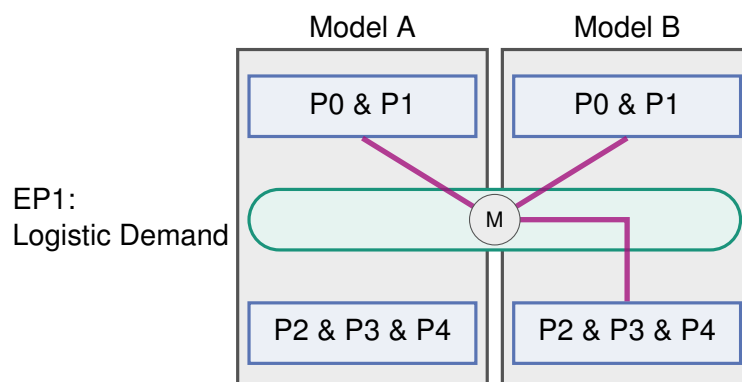 Model A
Model B
P0 & P1
P0 & P1
EP1:
Logistic Demand
M
P2 & P3 & P4
P2 & P3 & P4